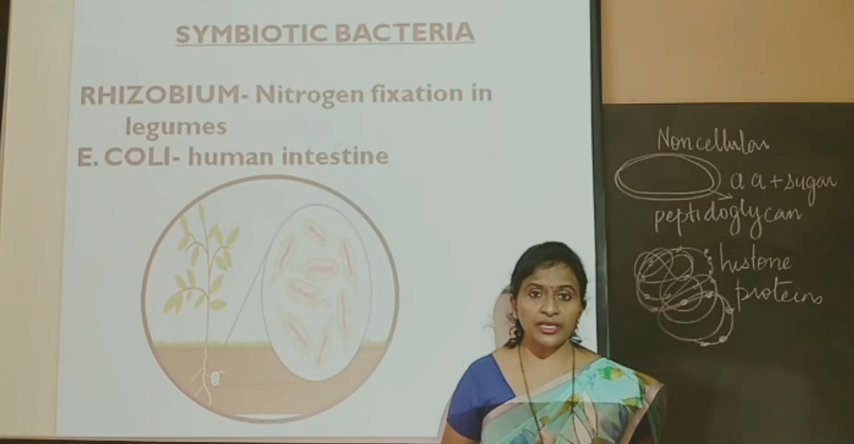 SYMBIOTIC BACTERIA
RHIZOBIUM- Nitrogen fixation in
legumes
E. COLI- human intestine
Noncellular
a a + sugar
peptidoglycan
histone
proteins